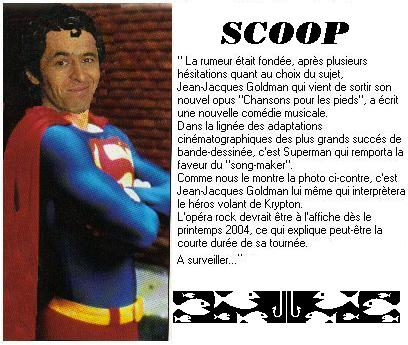 SCOOP
" La rumeur était fondée, après plusieurs
hésitations quant au choix du sujet,
Jean-Jacques Goldman qui vient de sortir son
nouvel opus "Chansons pour les pieds", a écrit
une nouvelle comédie musicale.
Dans la lignée des adaptations
cinématographiques des plus grands succés de
bande-dessinée, c'est Superman qui remporta la
faveur du "song-maker".
Comme nous le montre la photo ci-contre, c'est
Jean-Jacques Goldman lui même qui interprètera
le héros volant de Krypton.
L'opéra rock devrait être à l'affiche dès le
printemps 2004, ce qui explique peut-être la
courte durée de sa tournée.
A surveiller..."